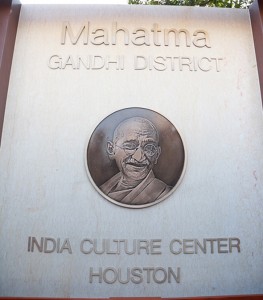 Mahatma
GANDHI DISTRICT
INDIA CULTURE CENTER
HOUSTON